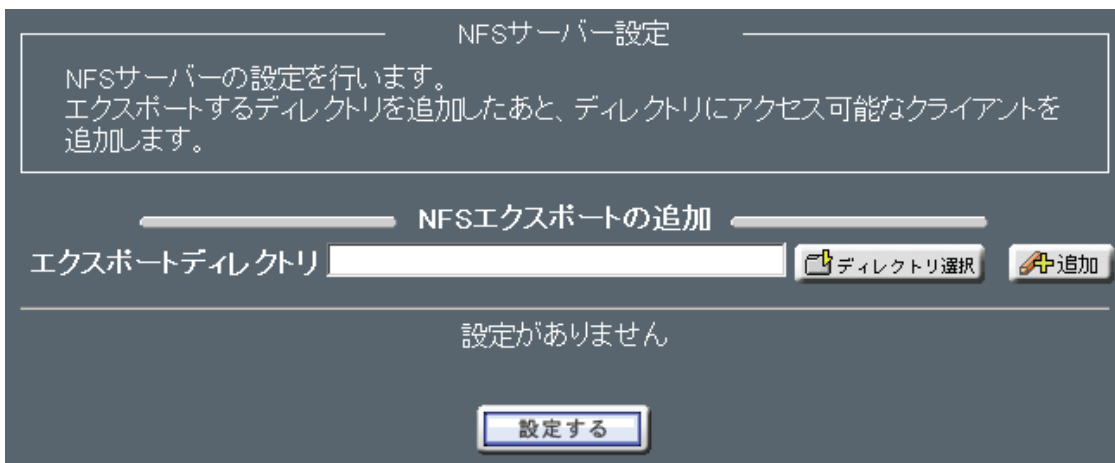 NFSサーバー設定
NFSサーバーの設定を行います。
エクスポートするディレクトリを追加したあと、ディレクトリにアクセス可能なクライアントを
追加します。
NFSエクスポートの追加
エクスポートディレクトリ ディレクトリ選択 追加
設定がありません
設定する